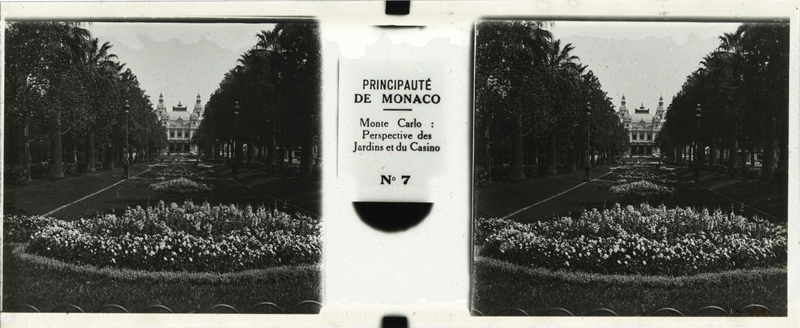 PRINCIPAUTÉ
DE MONACO
Monte Carlo :
Perspective des
Jardins et du Casino
N° 7